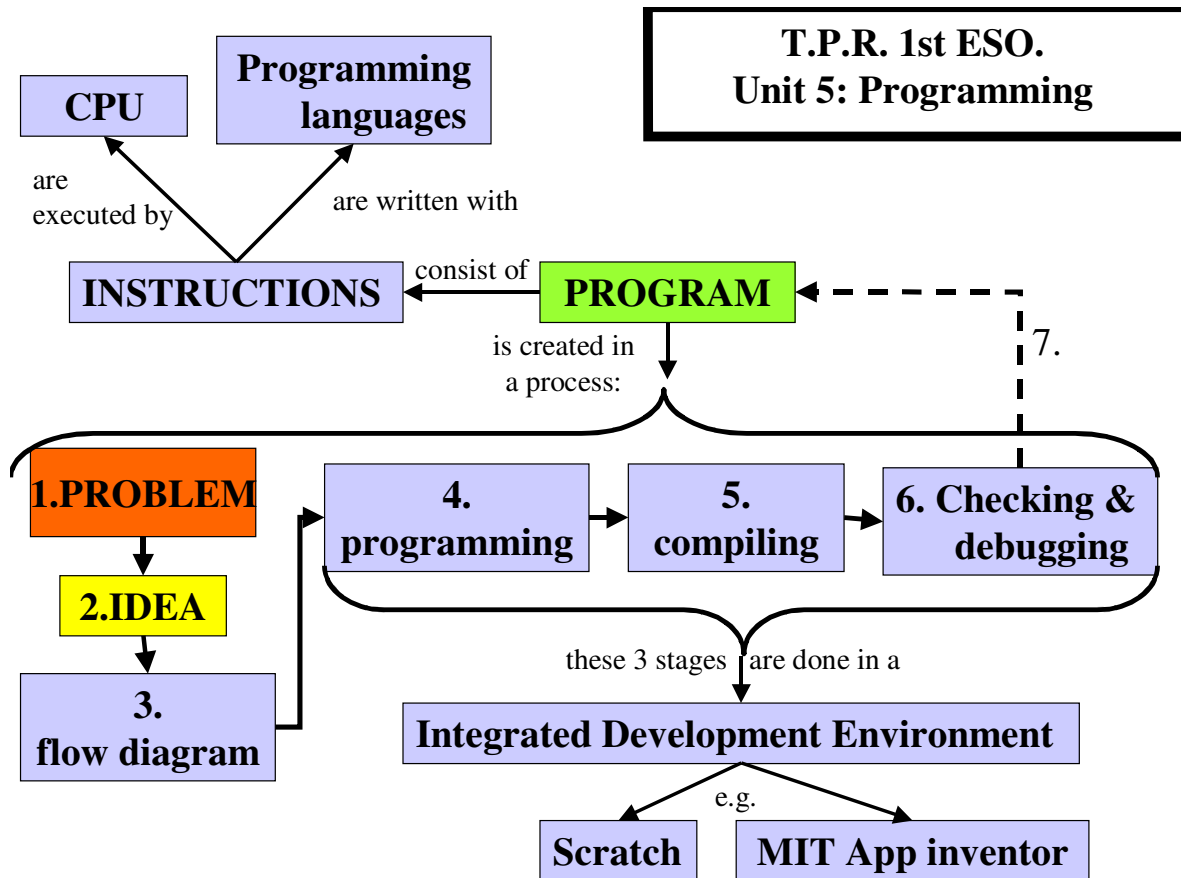 T.P.R. 1st ESO.
Unit 5: Programming
Programming
languages
CPU
are
executed by
are written with
INSTRUCTIONS
consist of
PROGRAM
is created in
a process:
7.
1.PROBLEM
2.IDEA
3.
flow diagram
4.
programming
5.
compiling
6. Checking &
debugging
these 3 stages are done in a
Integrated Development Environment
e.g.
Scratch
MIT App inventor